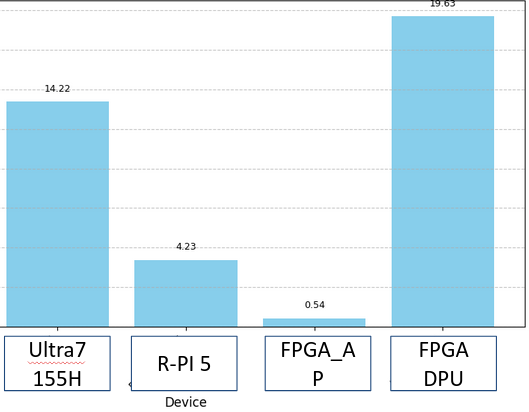 19.63
14.22
4.23
0.54
Ultra7
155H
R-PI 5
FPGA_A
P
FPGA
DPU
Device